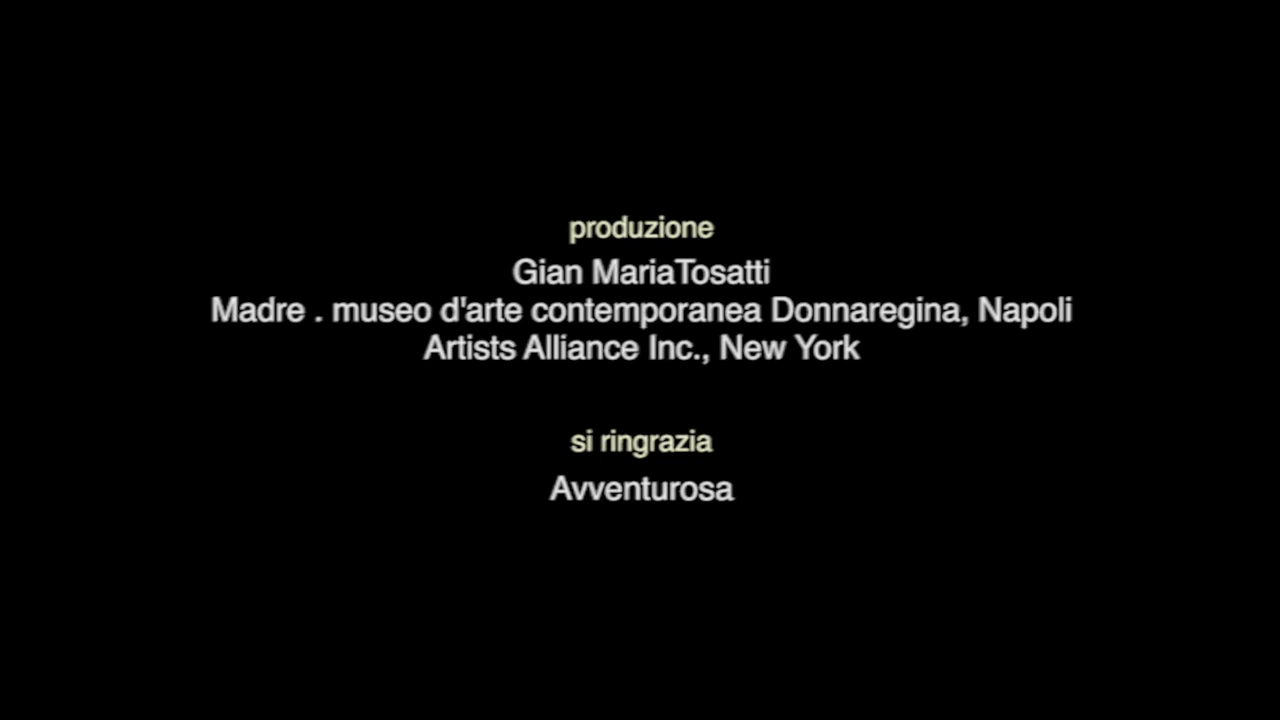 produzione
Gian MariaTosatti
Madre . museo d'arte contemporanea Donnaregina, Napoli
Artists Alliance Inc., New York
si ringrazia
Avventurosa